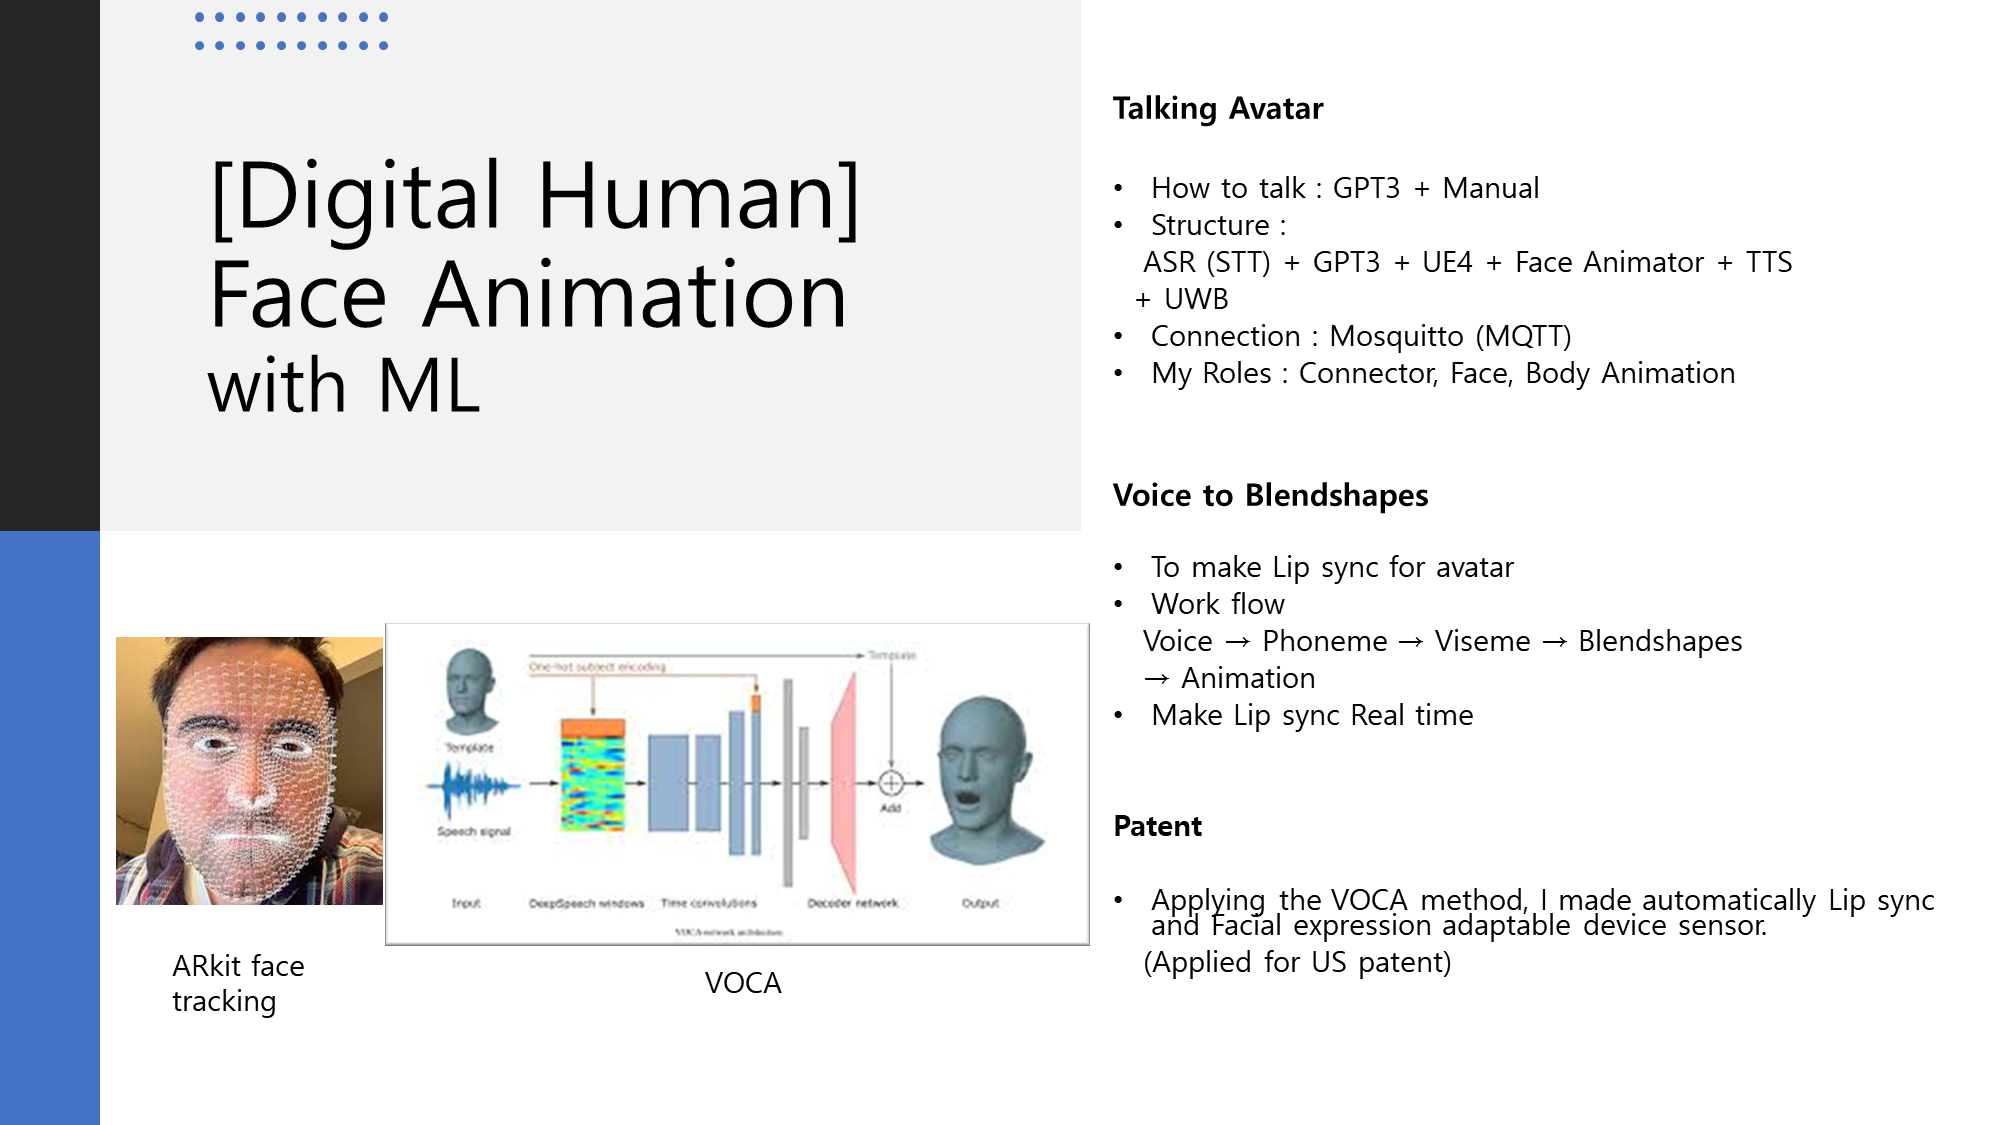 [Digital Human]
Face Animation
with ML
Talking Avatar
• How to talk : GPT3 + Manual
• Structure :
ASR (STT) + GPT3 + UE4 + Face Animator + TTS
+ UWB
• Connection : Mosquitto (MQTT)
• My Roles : Connector, Face, Body Animation
Voice to Blendshapes
• To make Lip sync for avatar
• Work flow
Voice → Phoneme → Viseme → Blendshapes
→ Animation
• Make Lip sync Real time
Patent
• Applying the VOCA method, I made automatically Lip sync
and Facial expression adaptable device sensor.
(Applied for US patent)
Template
One-hot subject encoding
Template
Add
Speech signal
Input
DeepSpeech windows
Time convolutions
Decoder network
Output
VOCA network architecture
ARkit face
tracking
VOCA